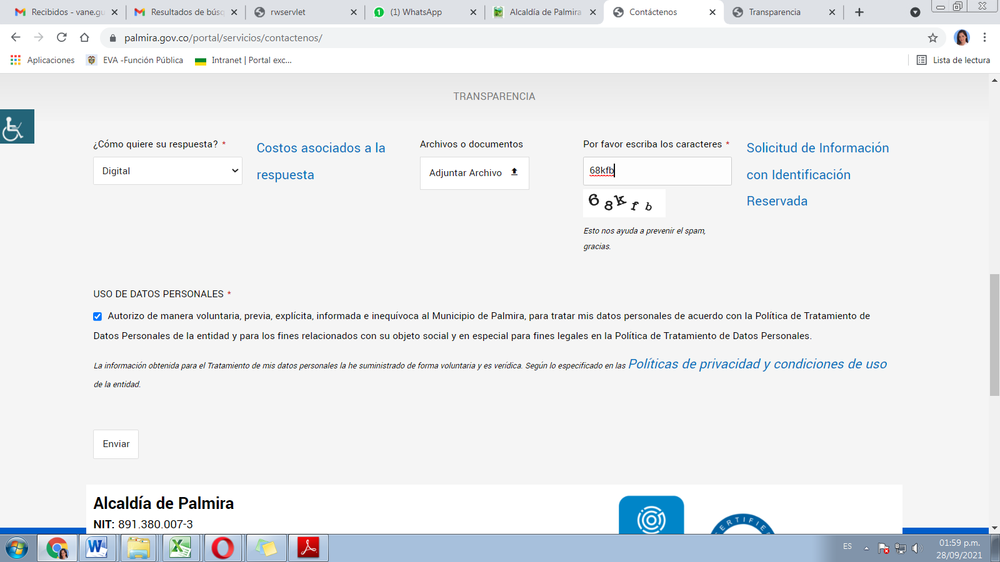 Recibidos - vane.gu
Resultados de búsq
rwservlet
(1) WhatsApp
Alcaldía de Palmira
Contáctenos
Transparencia
palmira.gov.co/portal/servicios/contactenos/
Aplicaciones
EVA -Función Pública
Intranet | Portal exc...
Lista de lectura
TRANSPARENCIA
¿Cómo quiere su respuesta? *
Digital
Costos asociados a la
respuesta
Archivos o documentos
Adjuntar Archivo
Por favor escriba los caracteres *
68kfb
68kfb
Esto nos ayuda a prevenir el spam,
gracias.
Solicitud de Información
con Identificación
Reservada
USO DE DATOS PERSONALES *
Autorizo de manera voluntaria, previa, explícita, informada e inequívoca al Municipio de Palmira, para tratar mis datos personales de acuerdo con la Política de Tratamiento de
Datos Personales de la entidad y para los fines relacionados con su objeto social y en especial para fines legales en la Política de Tratamiento de Datos Personales.
La información obtenida para el Tratamiento de mis datos personales la he suministrado de forma voluntaria y es verídica. Según lo especificado en las Políticas de privacidad y condiciones de uso
de la entidad.
Enviar
Alcaldía de Palmira
NIT: 891.380.007-3
CERTIFIE
ES
01:59 p.m.
28/09/2021